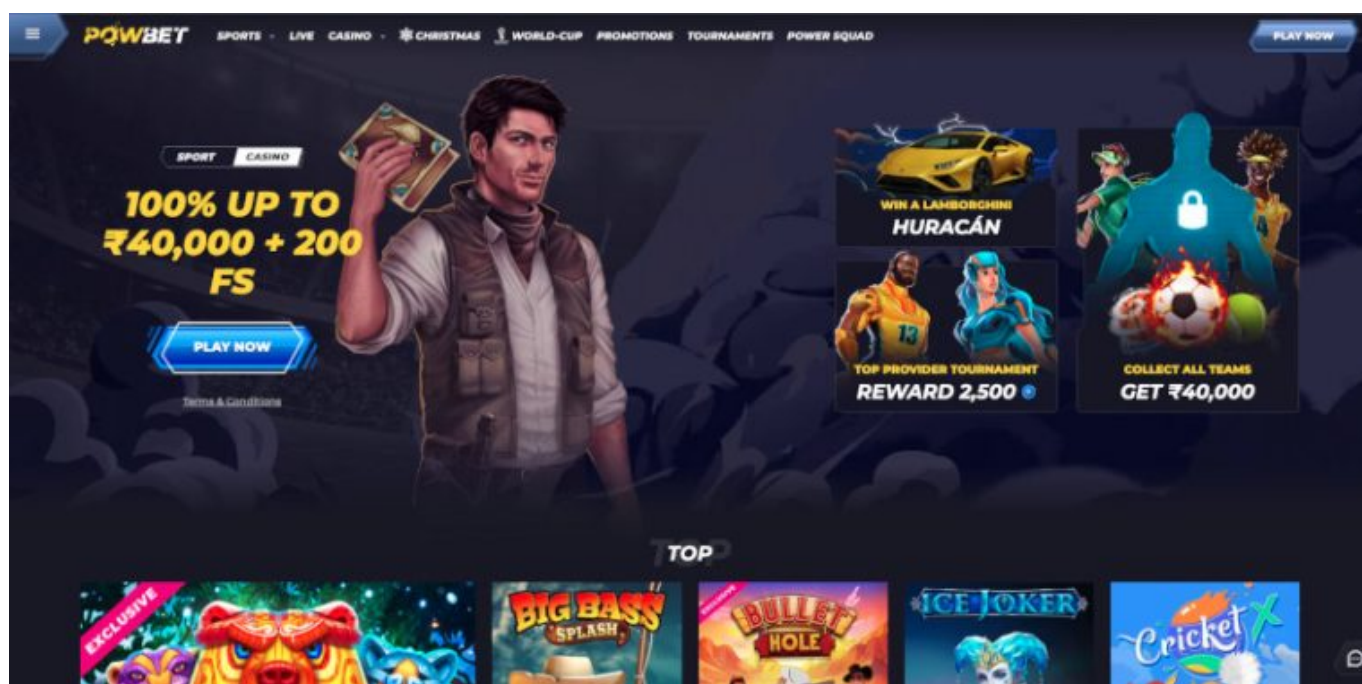 POWBET
SPORTS
LIVE
CASINO
CHRISTMAS
WORLD-CUP
PROMOTIONS
TOURNAMENTS
POWER SQUAD
PLAY NOW
SPORT
CASINO
100% UP TO
₹40,000 + 200
FS
PLAY NOW
Terms & Conditions
WIN A LAMBORGHINI
HURACÁN
13
TOP PROVIDER TOURNAMENT
REWARD 2,500
COLLECT ALL TEAMS
GET ₹40,000
TOP
EXCLUSIVE
BIG BASS
SPLASH
EXCLUSIVE
BULLET
HOLE
ICE JOKER
Cricket X